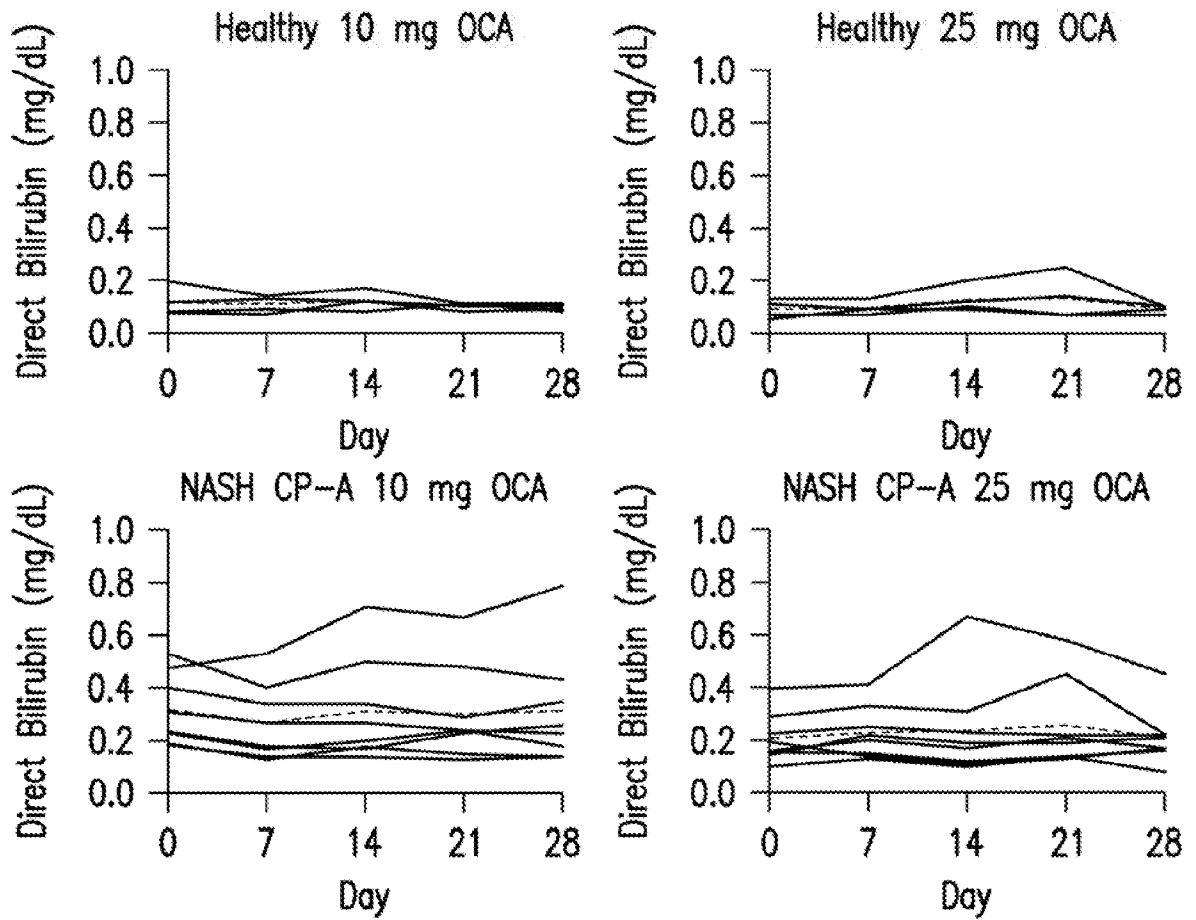 Healthy 10 mg OCA
Direct Bilirubin (mg/dL)
1.0
0.8
0.6
0.4
0.2
0.0
0 7 14 21 28
Day
Healthy 25 mg OCA
Direct Bilirubin (mg/dL)
1.0
0.8
0.6
0.4
0.2
0.0
0 7 14 21 28
Day
NASH CP-A 10 mg OCA
Direct Bilirubin (mg/dL)
1.0
0.8
0.6
0.4
0.2
0.0
0 7 14 21 28
Day
NASH CP-A 25 mg OCA
Direct Bilirubin (mg/dL)
1.0
0.8
0.6
0.4
0.2
0.0
0 7 14 21 28
Day